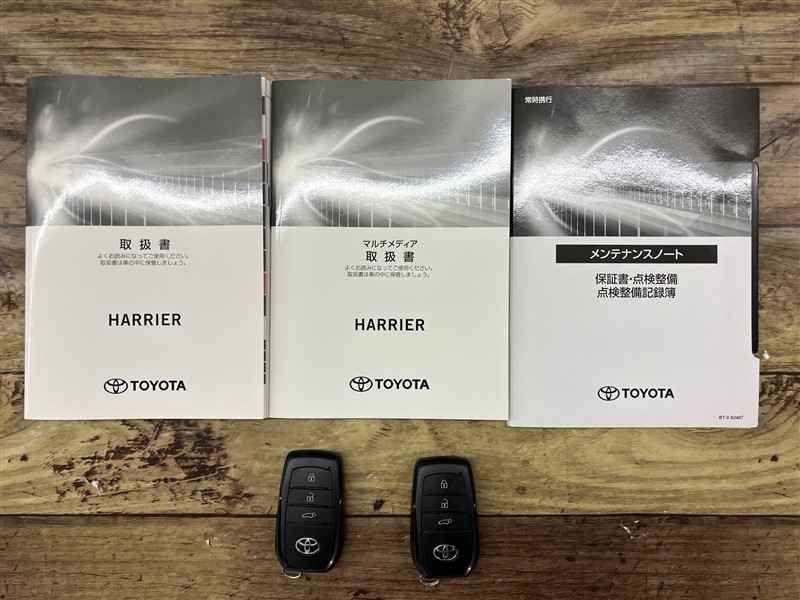 取扱書
よくお読みになってご使用ください。
取扱書は車の中に保管しましょう。
HARRIER
TOYOTA
マルチメディア
取扱書
よくお読みになってご使用ください。
取扱書は車の中に保管しましょう。
HARRIER
TOYOTA
常時携行
メンテナンスノート
保証書・点検整備
点検整備記録簿
TOYOTA
BT-0 62407